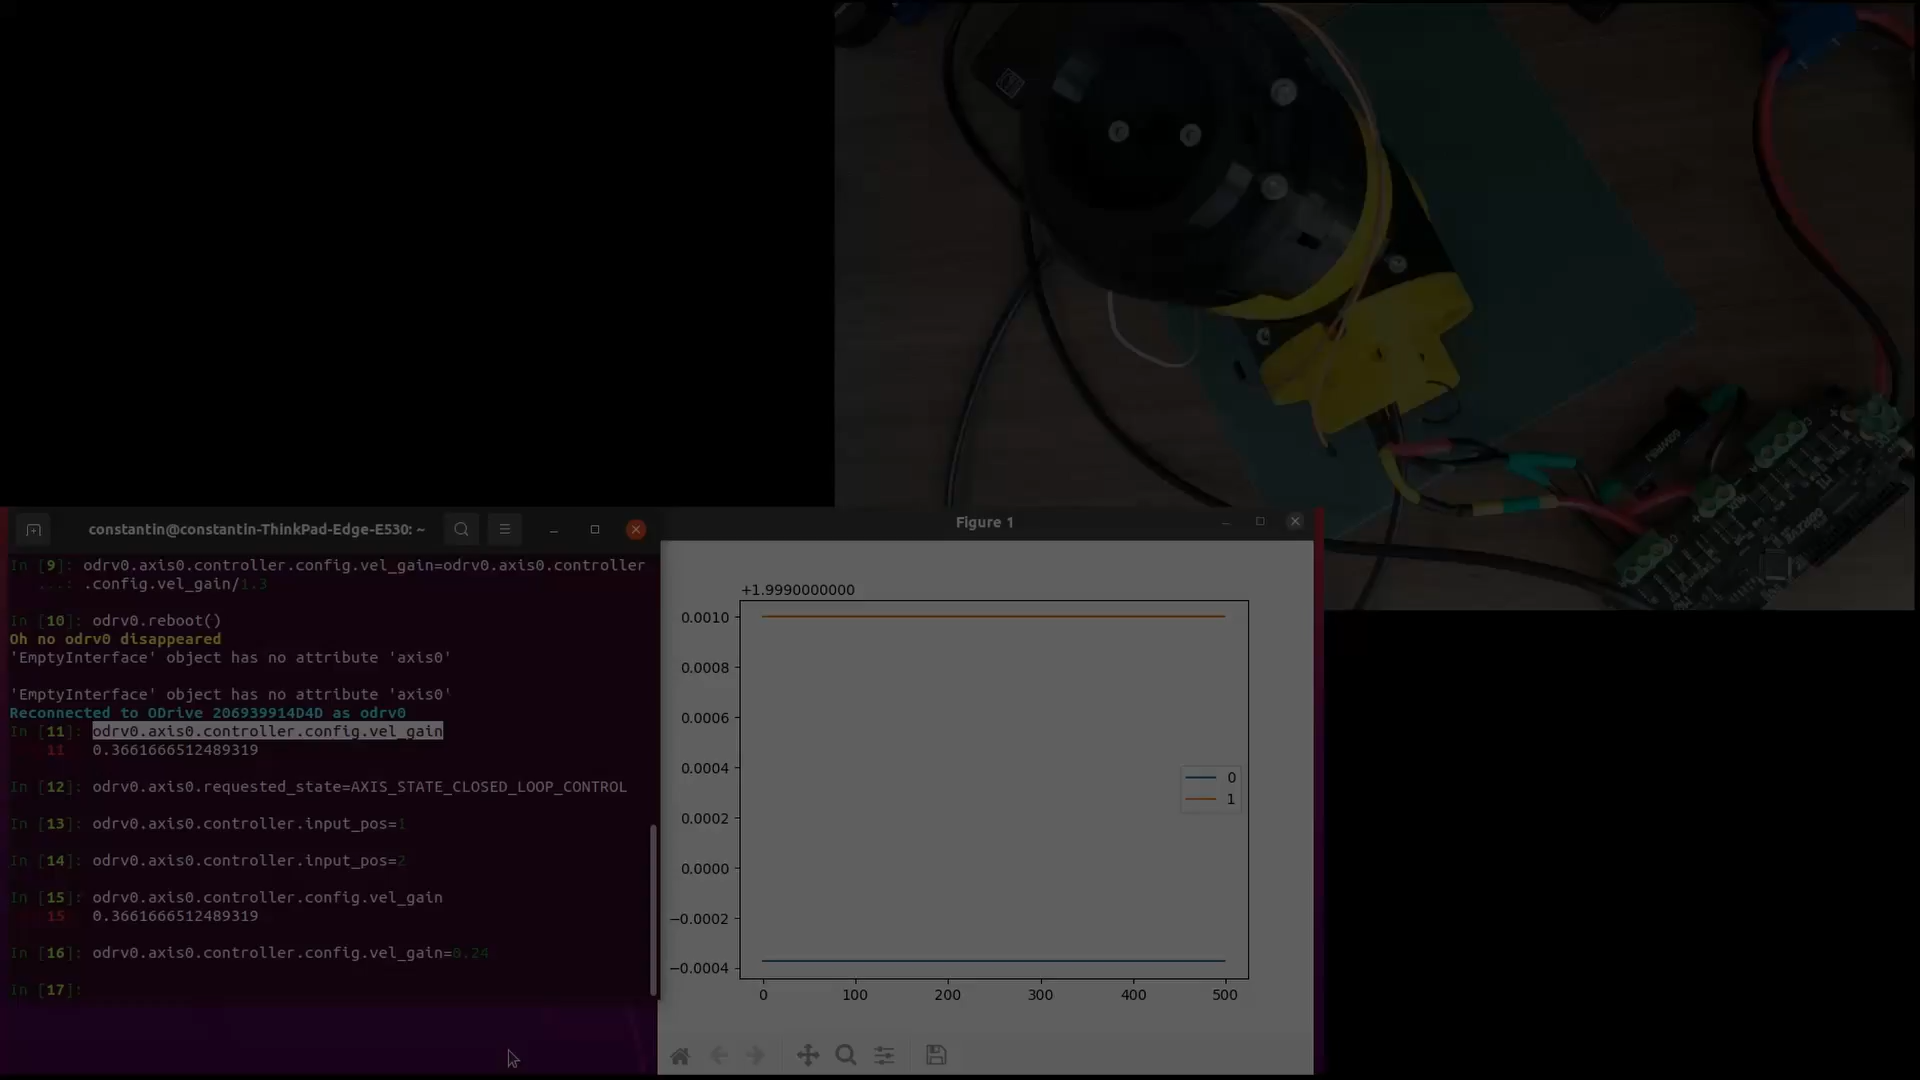 constantin@constantin-ThinkPad-Edge-E530: ~
In [9]: odrv0.axis0.controller.config.vel_gain=odrv0.axis0.controller
...: .config.vel_gain/1.3
In [10]: odrv0.reboot()
Oh no odrv0 disappeared
'EmptyInterface' object has no attribute 'axis0'
'EmptyInterface' object has no attribute 'axis0'
Reconnected to ODrive 206939914D4D as odrv0
In [11]: odrv0.axis0.controller.config.vel_gain
11 0.3661666512489319
In [12]: odrv0.axis0.requested_state=AXIS_STATE_CLOSED_LOOP_CONTROL
In [13]: odrv0.axis0.controller.input_pos=1
In [14]: odrv0.axis0.controller.input_pos=2
In [15]: odrv0.axis0.controller.config.vel_gain
15 0.3661666512489319
In [16]: odrv0.axis0.controller.config.vel_gain=0.24
In [17]:
Figure 1
+1.9990000000
0.0010
0.0008
0.0006
0.0004
0.0002
0.0000
−0.0002
−0.0004
0
1
0 100 200 300 400 500